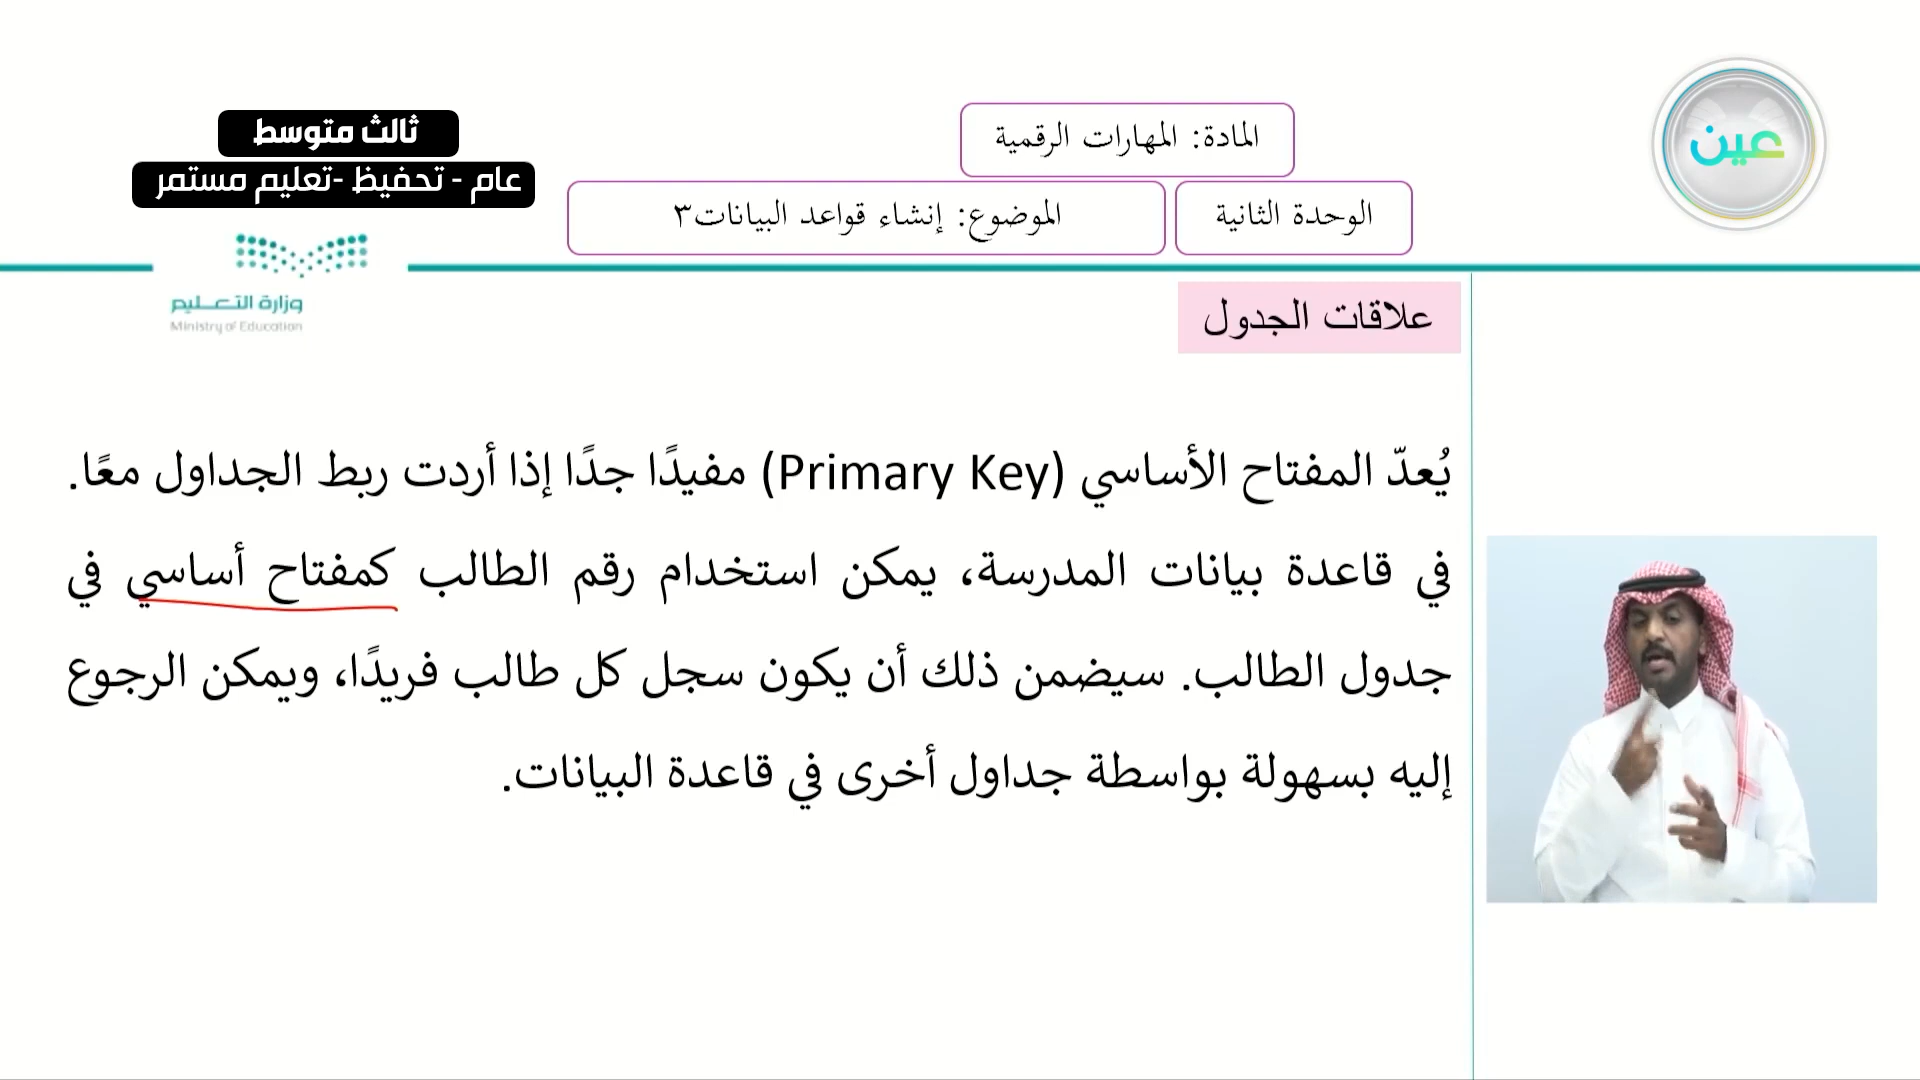 عين
المادة: المهارات الرقمية
ثالث متوسط
عام - تحفيظ -تعليم مستمر
الوحدة الثانية
الموضوع: إنشاء قواعد البيانات٣
وزارة التعليم
Ministry of Education
علاقات الجدول
يُعدّ المفتاح الأساسي (Primary Key) مفيدًا جدًا إذا أردت ربط الجداول معًا.
في قاعدة بيانات المدرسة، يمكن استخدام رقم الطالب كمفتاح أساسي في
جدول الطالب. سيضمن ذلك أن يكون سجل كل طالب فريدًا، ويمكن الرجوع
إليه بسهولة بواسطة جداول أخرى في قاعدة البيانات.